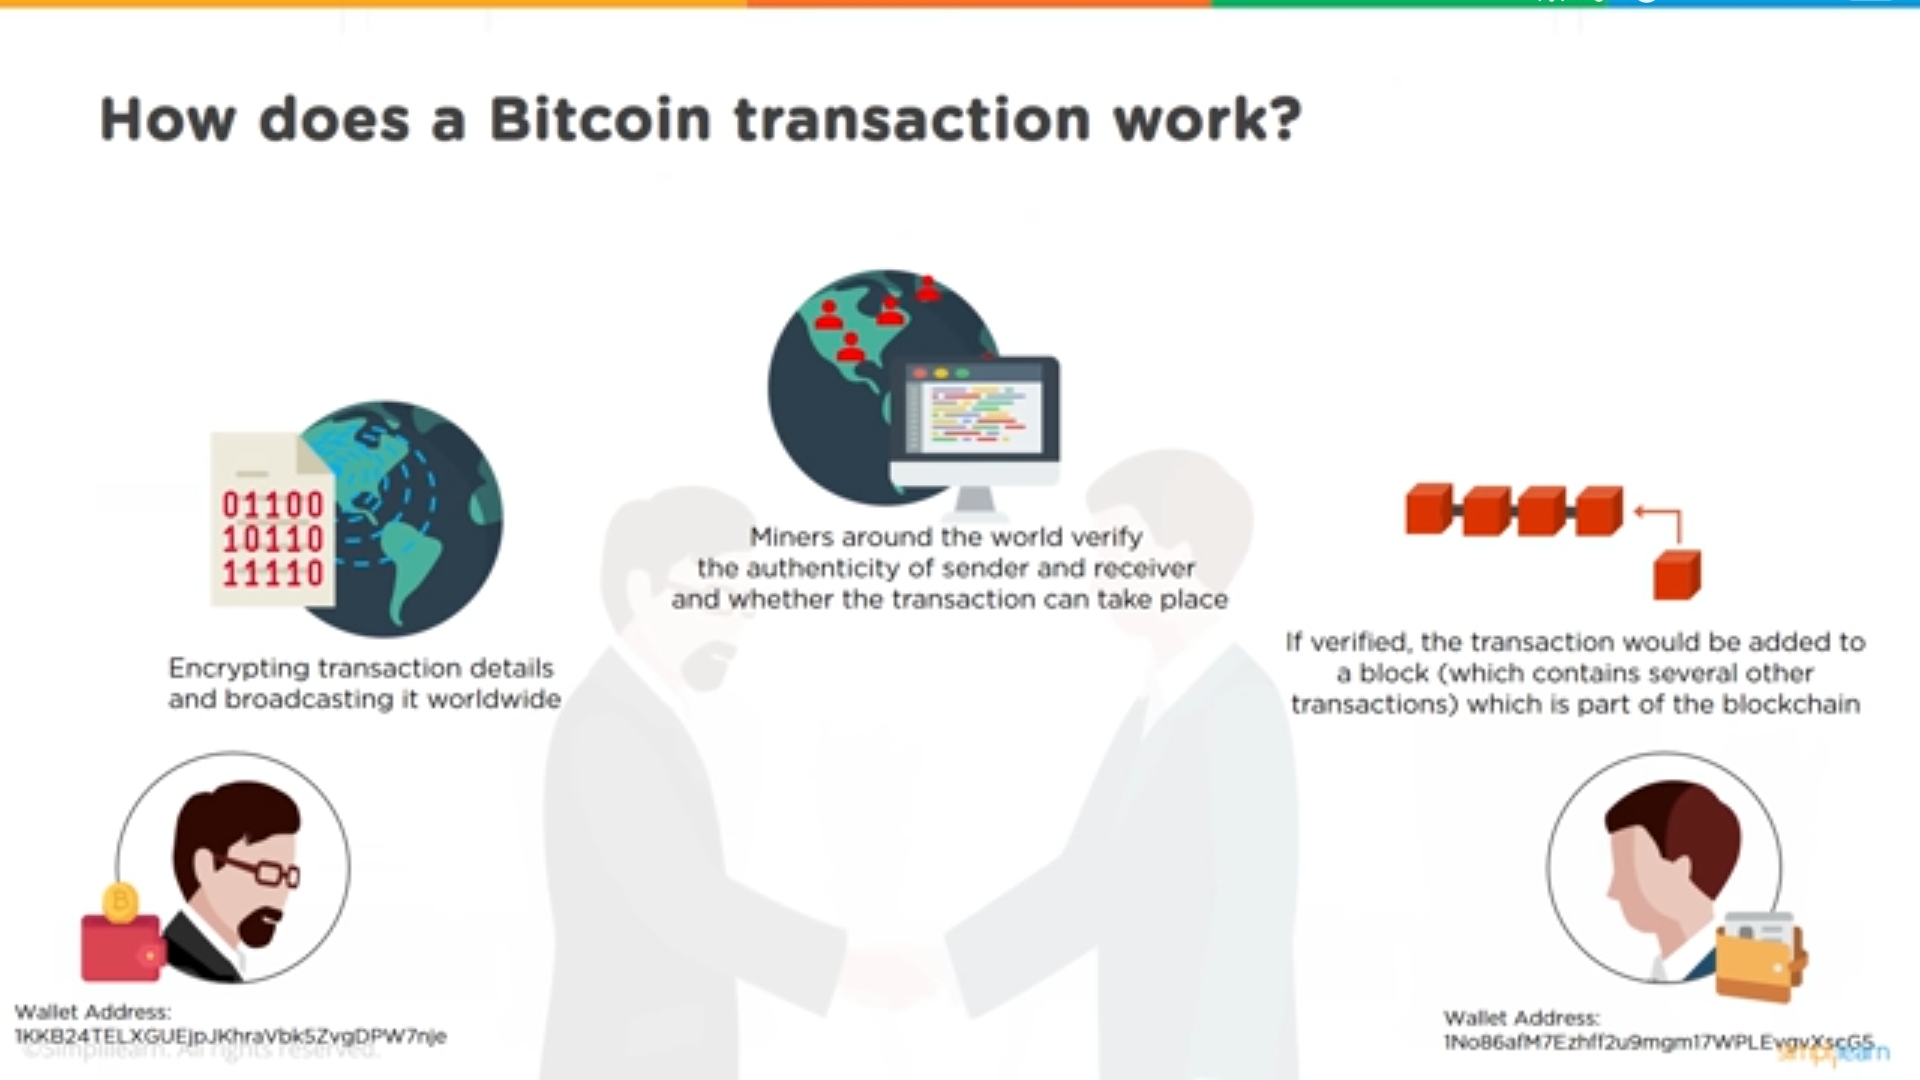 How does a Bitcoin transaction work?
01100
10110
11110
Encrypting transaction details
and broadcasting it worldwide
Miners around the world verify
the authenticity of sender and receiver
and whether the transaction can take place
If verified, the transaction would be added to
a block (which contains several other
transactions) which is part of the blockchain
Wallet Address:
1KKB24TELXGUEjpJKhraVbk5ZvgDPW7nje
©Simplilearn. All rights reserved.
Wallet Address:
1No86afM7Ezhff2u9mgm17WPLEvgvXscG5
simplilearn